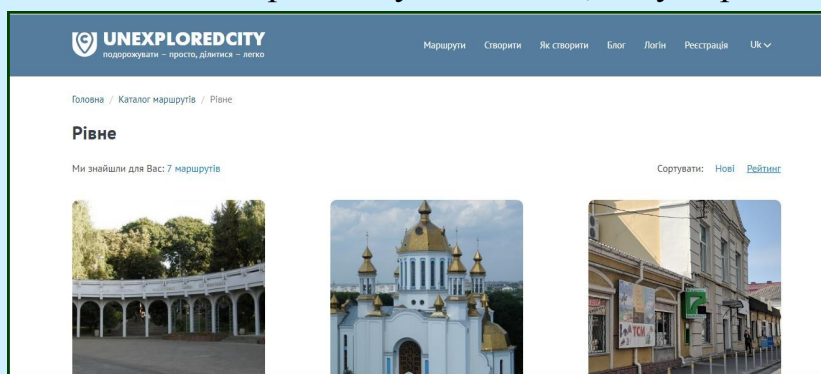 UNEXPLOREDCITY
подорожувати – просто, ділитися – легко
Маршрути Створити Як створити Блог Логін Реєстрація Uk
Головна / Каталог маршрутів / Рівне
Рівне
Ми знайшли для Вас: 7 маршрутів
Сортувати: Нові Рейтинг
ТСМ